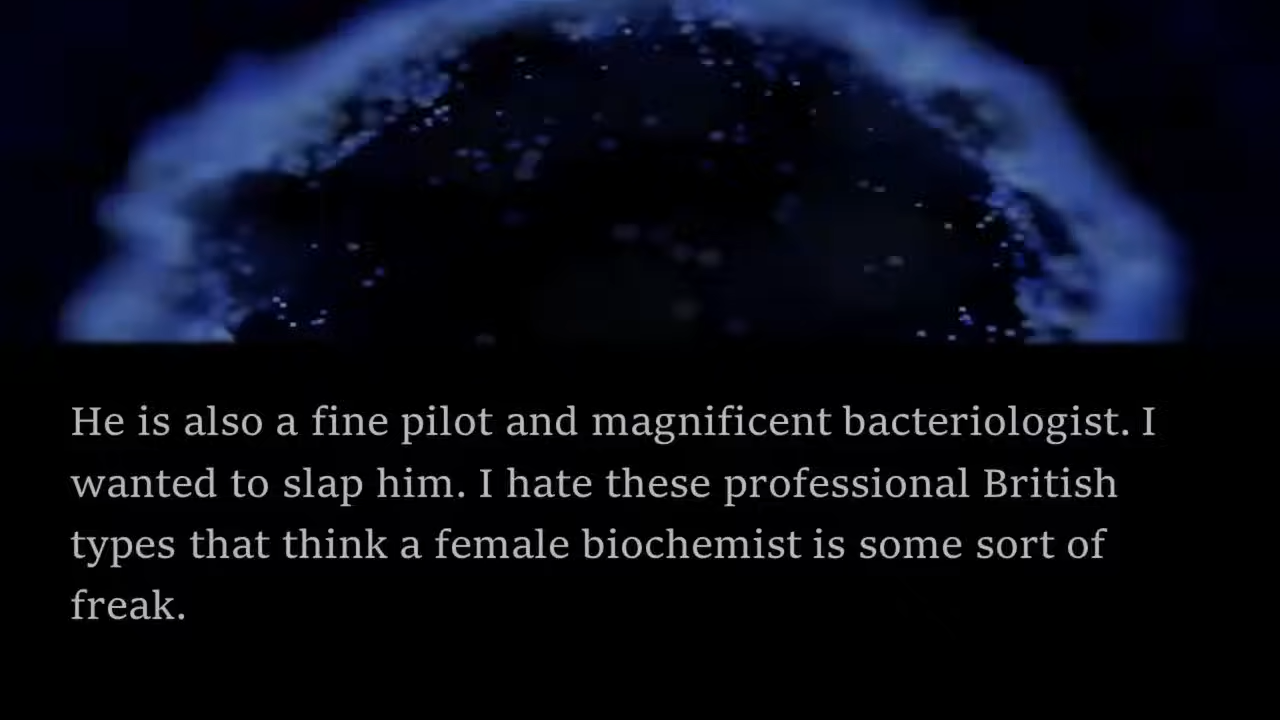 He is also a fine pilot and magnificent bacteriologist. I
wanted to slap him. I hate these professional British
types that think a female biochemist is some sort of
freak.